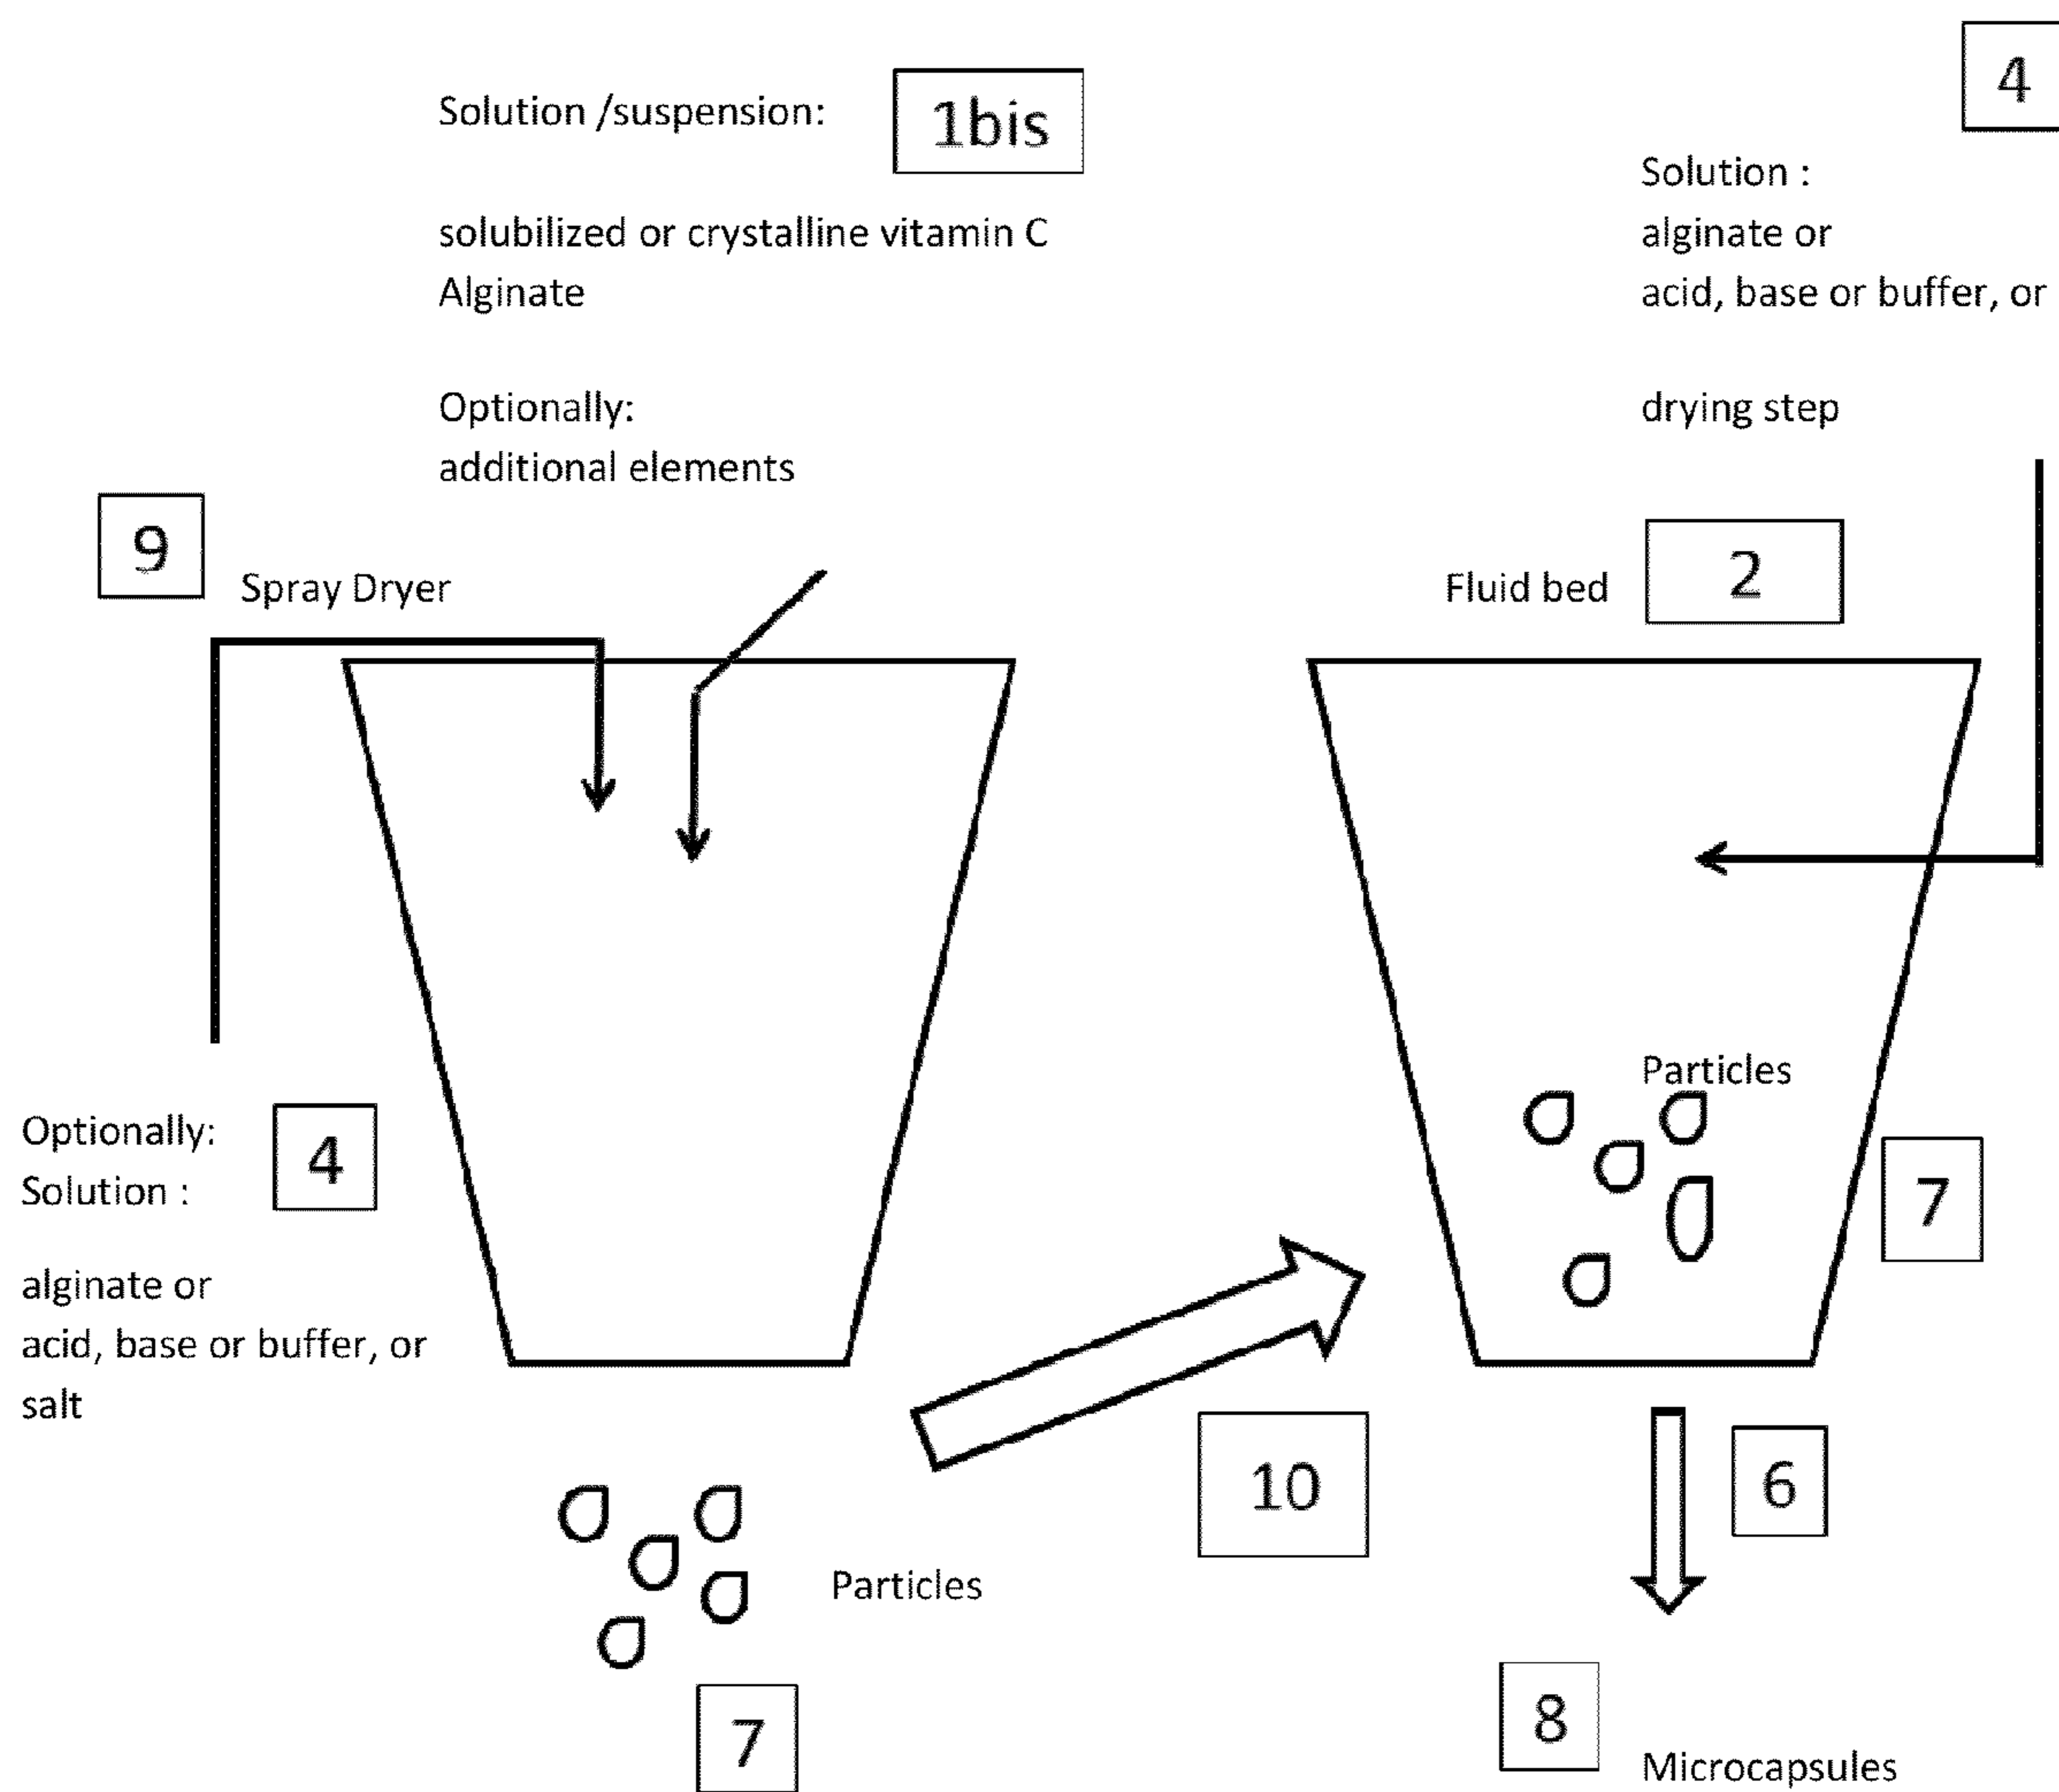 Solution /suspension:
1bis
solubilized or crystalline vitamin C
Alginate
Optionally:
additional elements
4
Solution :
alginate or
acid, base or buffer, or
drying step
9
Spray Dryer
Fluid bed
2
Optionally:
Solution :
4
alginate or
acid, base or buffer, or
salt
Particles
7
10
6
Particles
7
8
Microcapsules